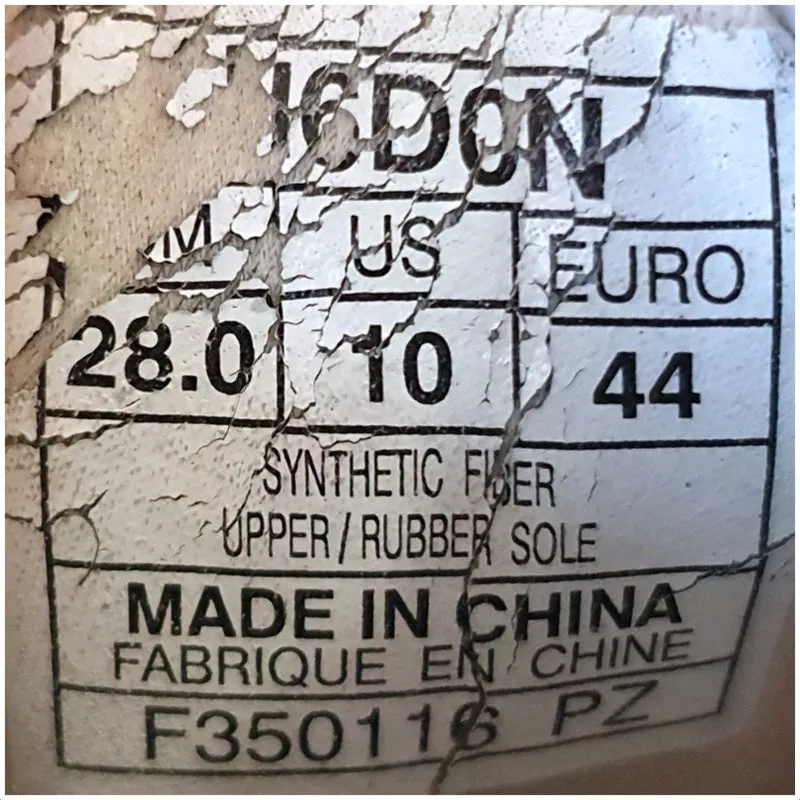 H6D0N
US EURO
28.0 10 44
SYNTHETIC FIBER
UPPER / RUBBER SOLE
MADE IN CHINA
FABRIQUE EN CHINE
F350116 PZ